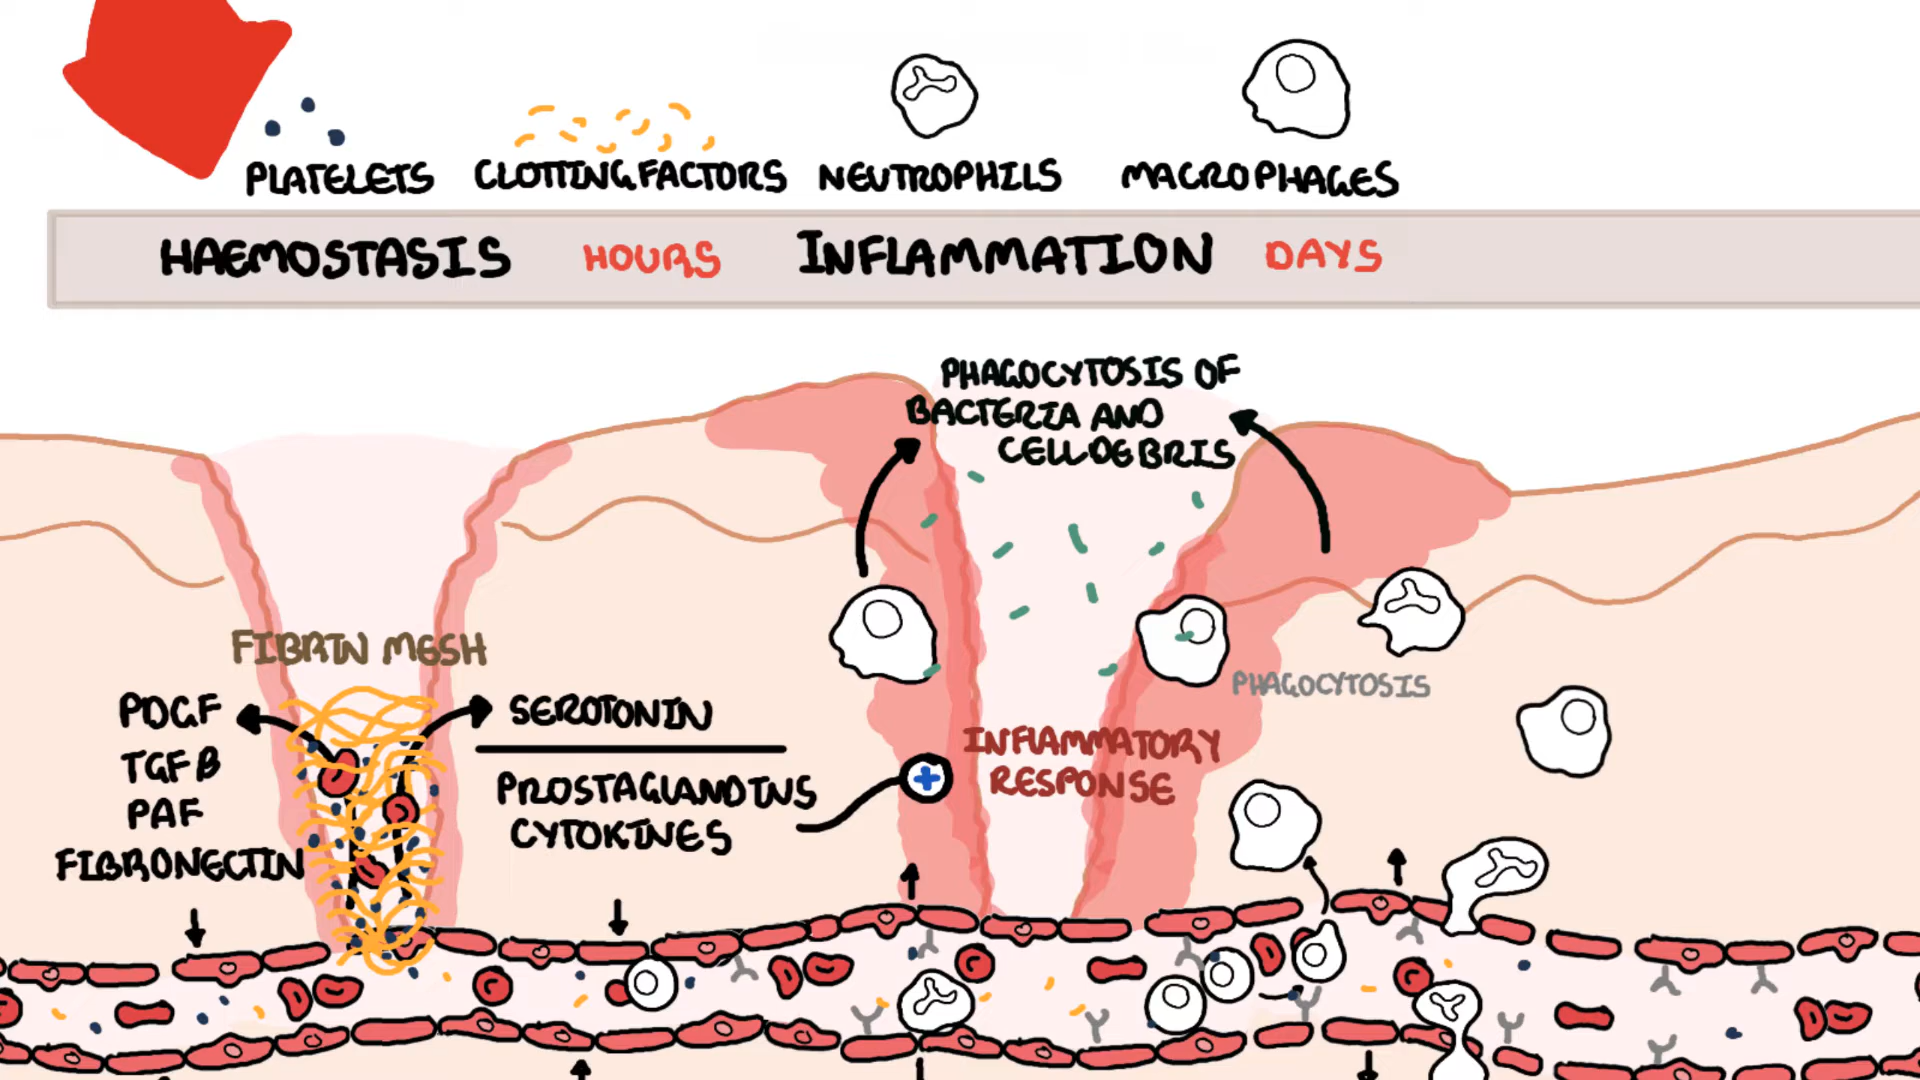 PLATELETS CLOTTING FACTORS NEUTROPHILS MACROPHAGES
HAEMOSTASIS HOURS INFLAMMATION DAYS
PHAGOCYTOSIS OF
BACTERIA AND
CELL DEBRIS
FIBRIN MESH
PDGF
TGFB
PAF
FIBRONECTIN
SEROTONIN
PROSTAGLANDINS
CYTOKINES
INFLAMMATORY
RESPONSE
PHAGOCYTOSIS